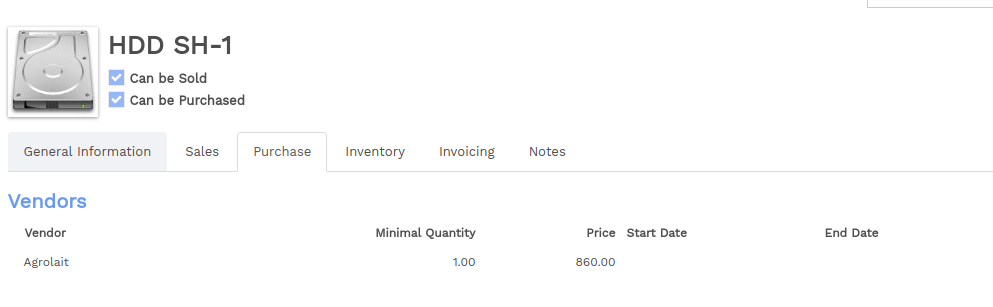 HDD SH-1
Can be Sold
Can be Purchased
General Information Sales Purchase Inventory Invoicing Notes
Vendors
Vendor Minimal Quantity Price Start Date End Date
Agrolait 1.00 860.00